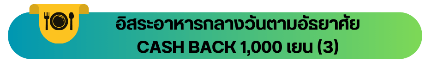 อิสระอาหารกลางวันตามอัธยาศัย
CASH BACK 1,000 เยน (3)